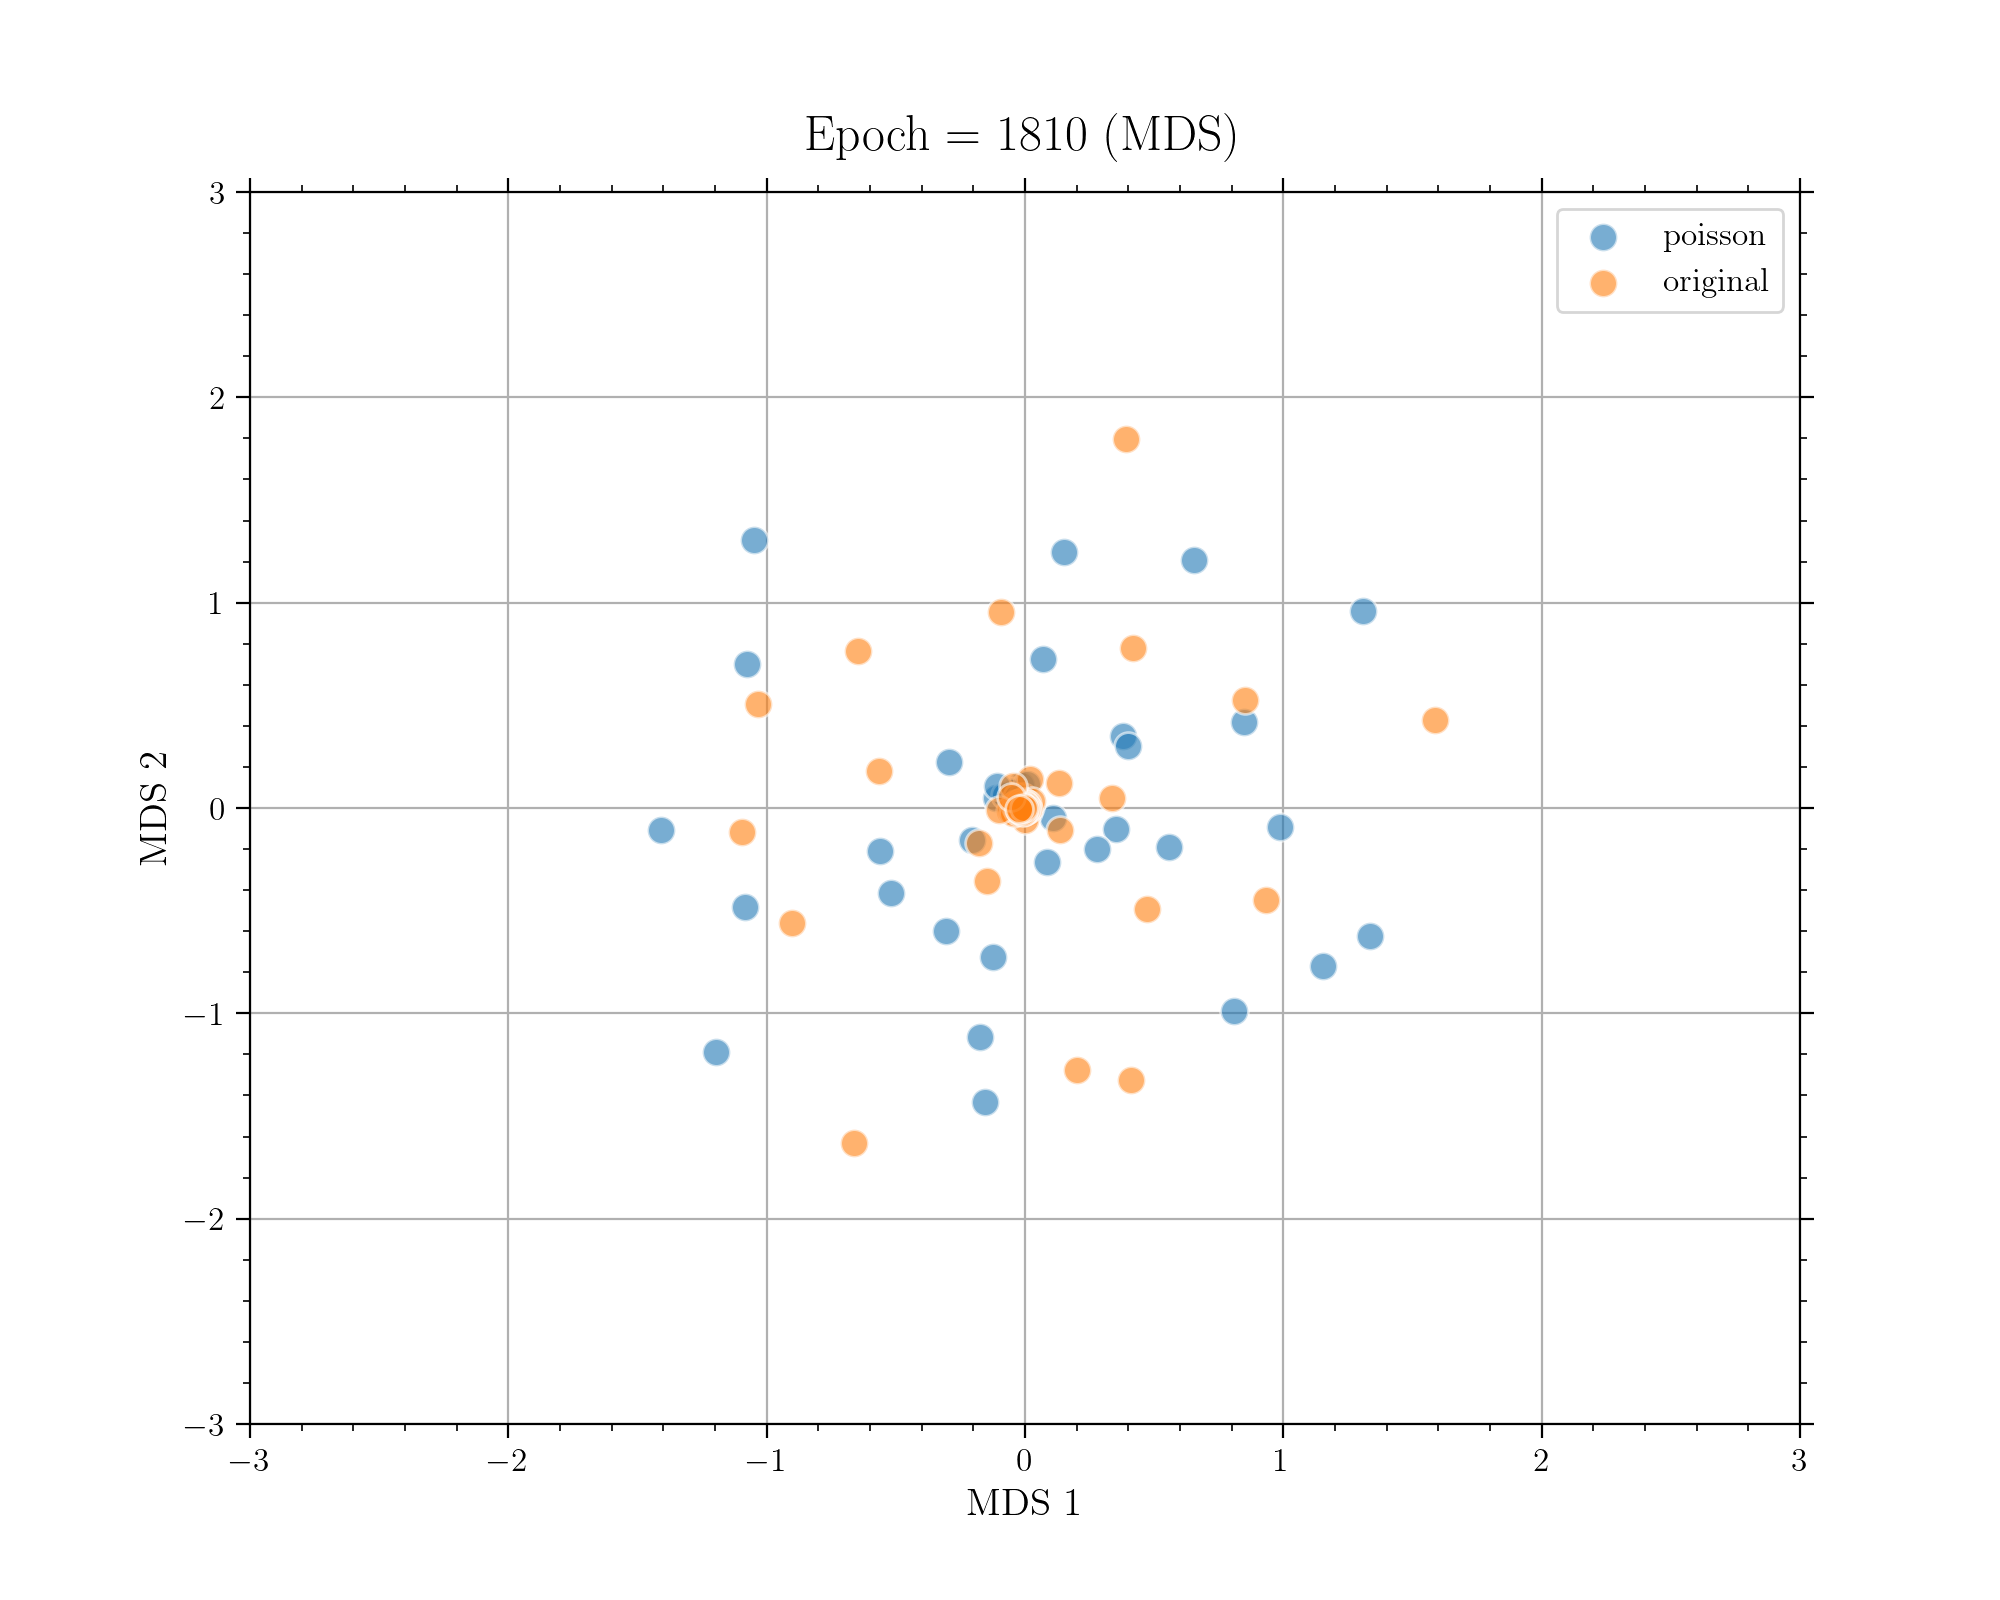 Epoch = 1810 (MDS)
poisson
original
3
2
1
0
−1
−2
−3
MDS 2
−3 −2 −1 0 1 2 3
MDS 1